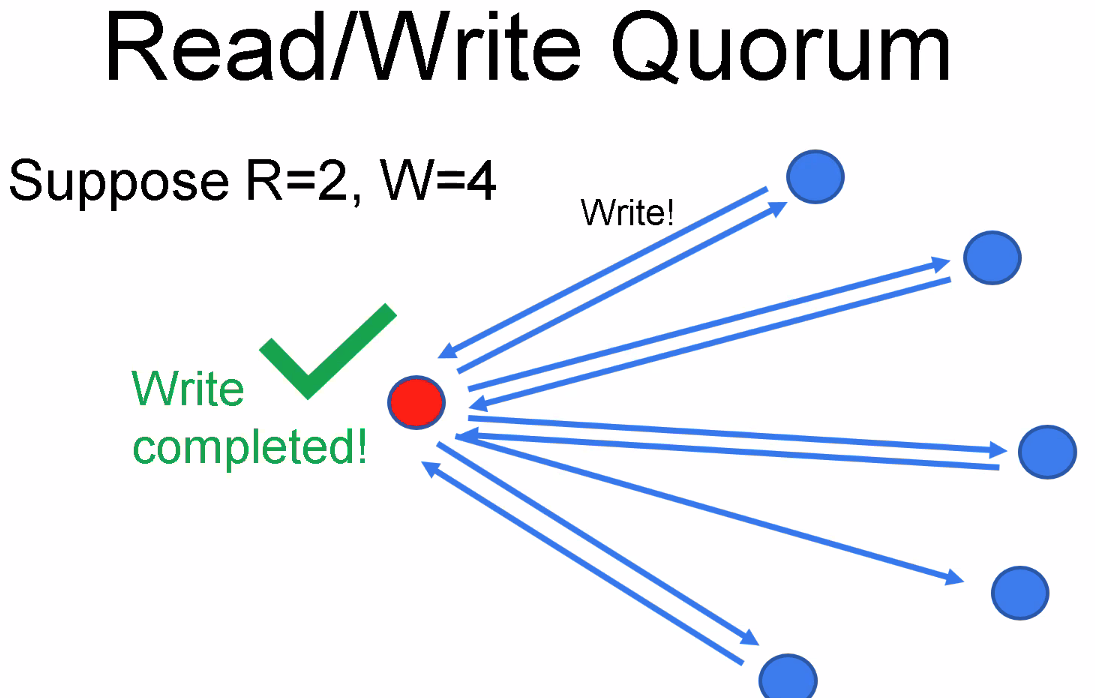 Read/Write Quorum
Suppose R=2, W=4
Write!
Write
completed!